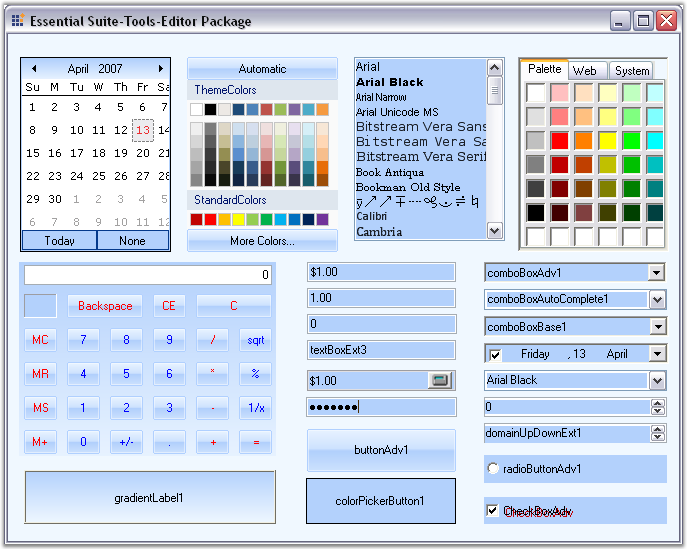 Essential Suite-Tools-Editor Package
April 2007
Su M Tu W Th Fr Sa
1 2 3 4 5 6 7
8 9 10 11 12 13 14
15 16 17 18 19 20 21
22 23 24 25 26 27 28
29 30 1 2 3 4 5
6 7 8 9 10 11 12
Today None
Automatic
ThemeColors
StandardColors
More Colors...
Arial
Arial Black
Arial Narrow
Arial Unicode MS
Bitstream Vera Sans
Bitstream Vera Sa
Bitstream Vera Serif
Book Antiqua
Bookman Old Style
Calibri
Cambria
Palette Web System
0
Backspace CE C
MC 7 8 9 / sqrt
MR 4 5 6 * %
MS 1 2 3 - 1/x
M+ 0 +/- . + =
gradientLabel1
$1.00
1.00
0
textBoxExt3
$1.00
●●●●●●●
buttonAdv1
colorPickerButton1
comboBoxAdv1
comboBoxAutoComplete1
comboBoxBase1
Friday , 13 April
Arial Black
0
domainUpDownExt1
radioButtonAdv1
CheckBoxAdv